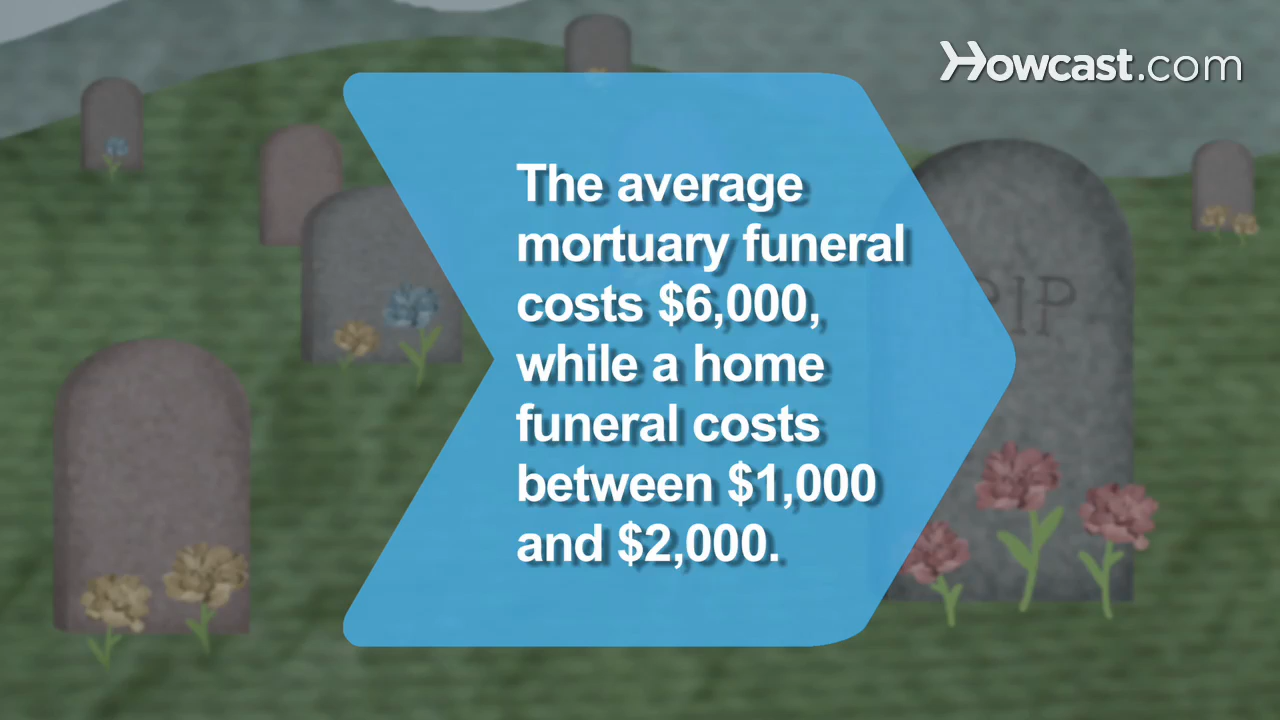 Howcast.com
The average
mortuary funeral
costs $6,000,
while a home
funeral costs
between $1,000
and $2,000.
RIP